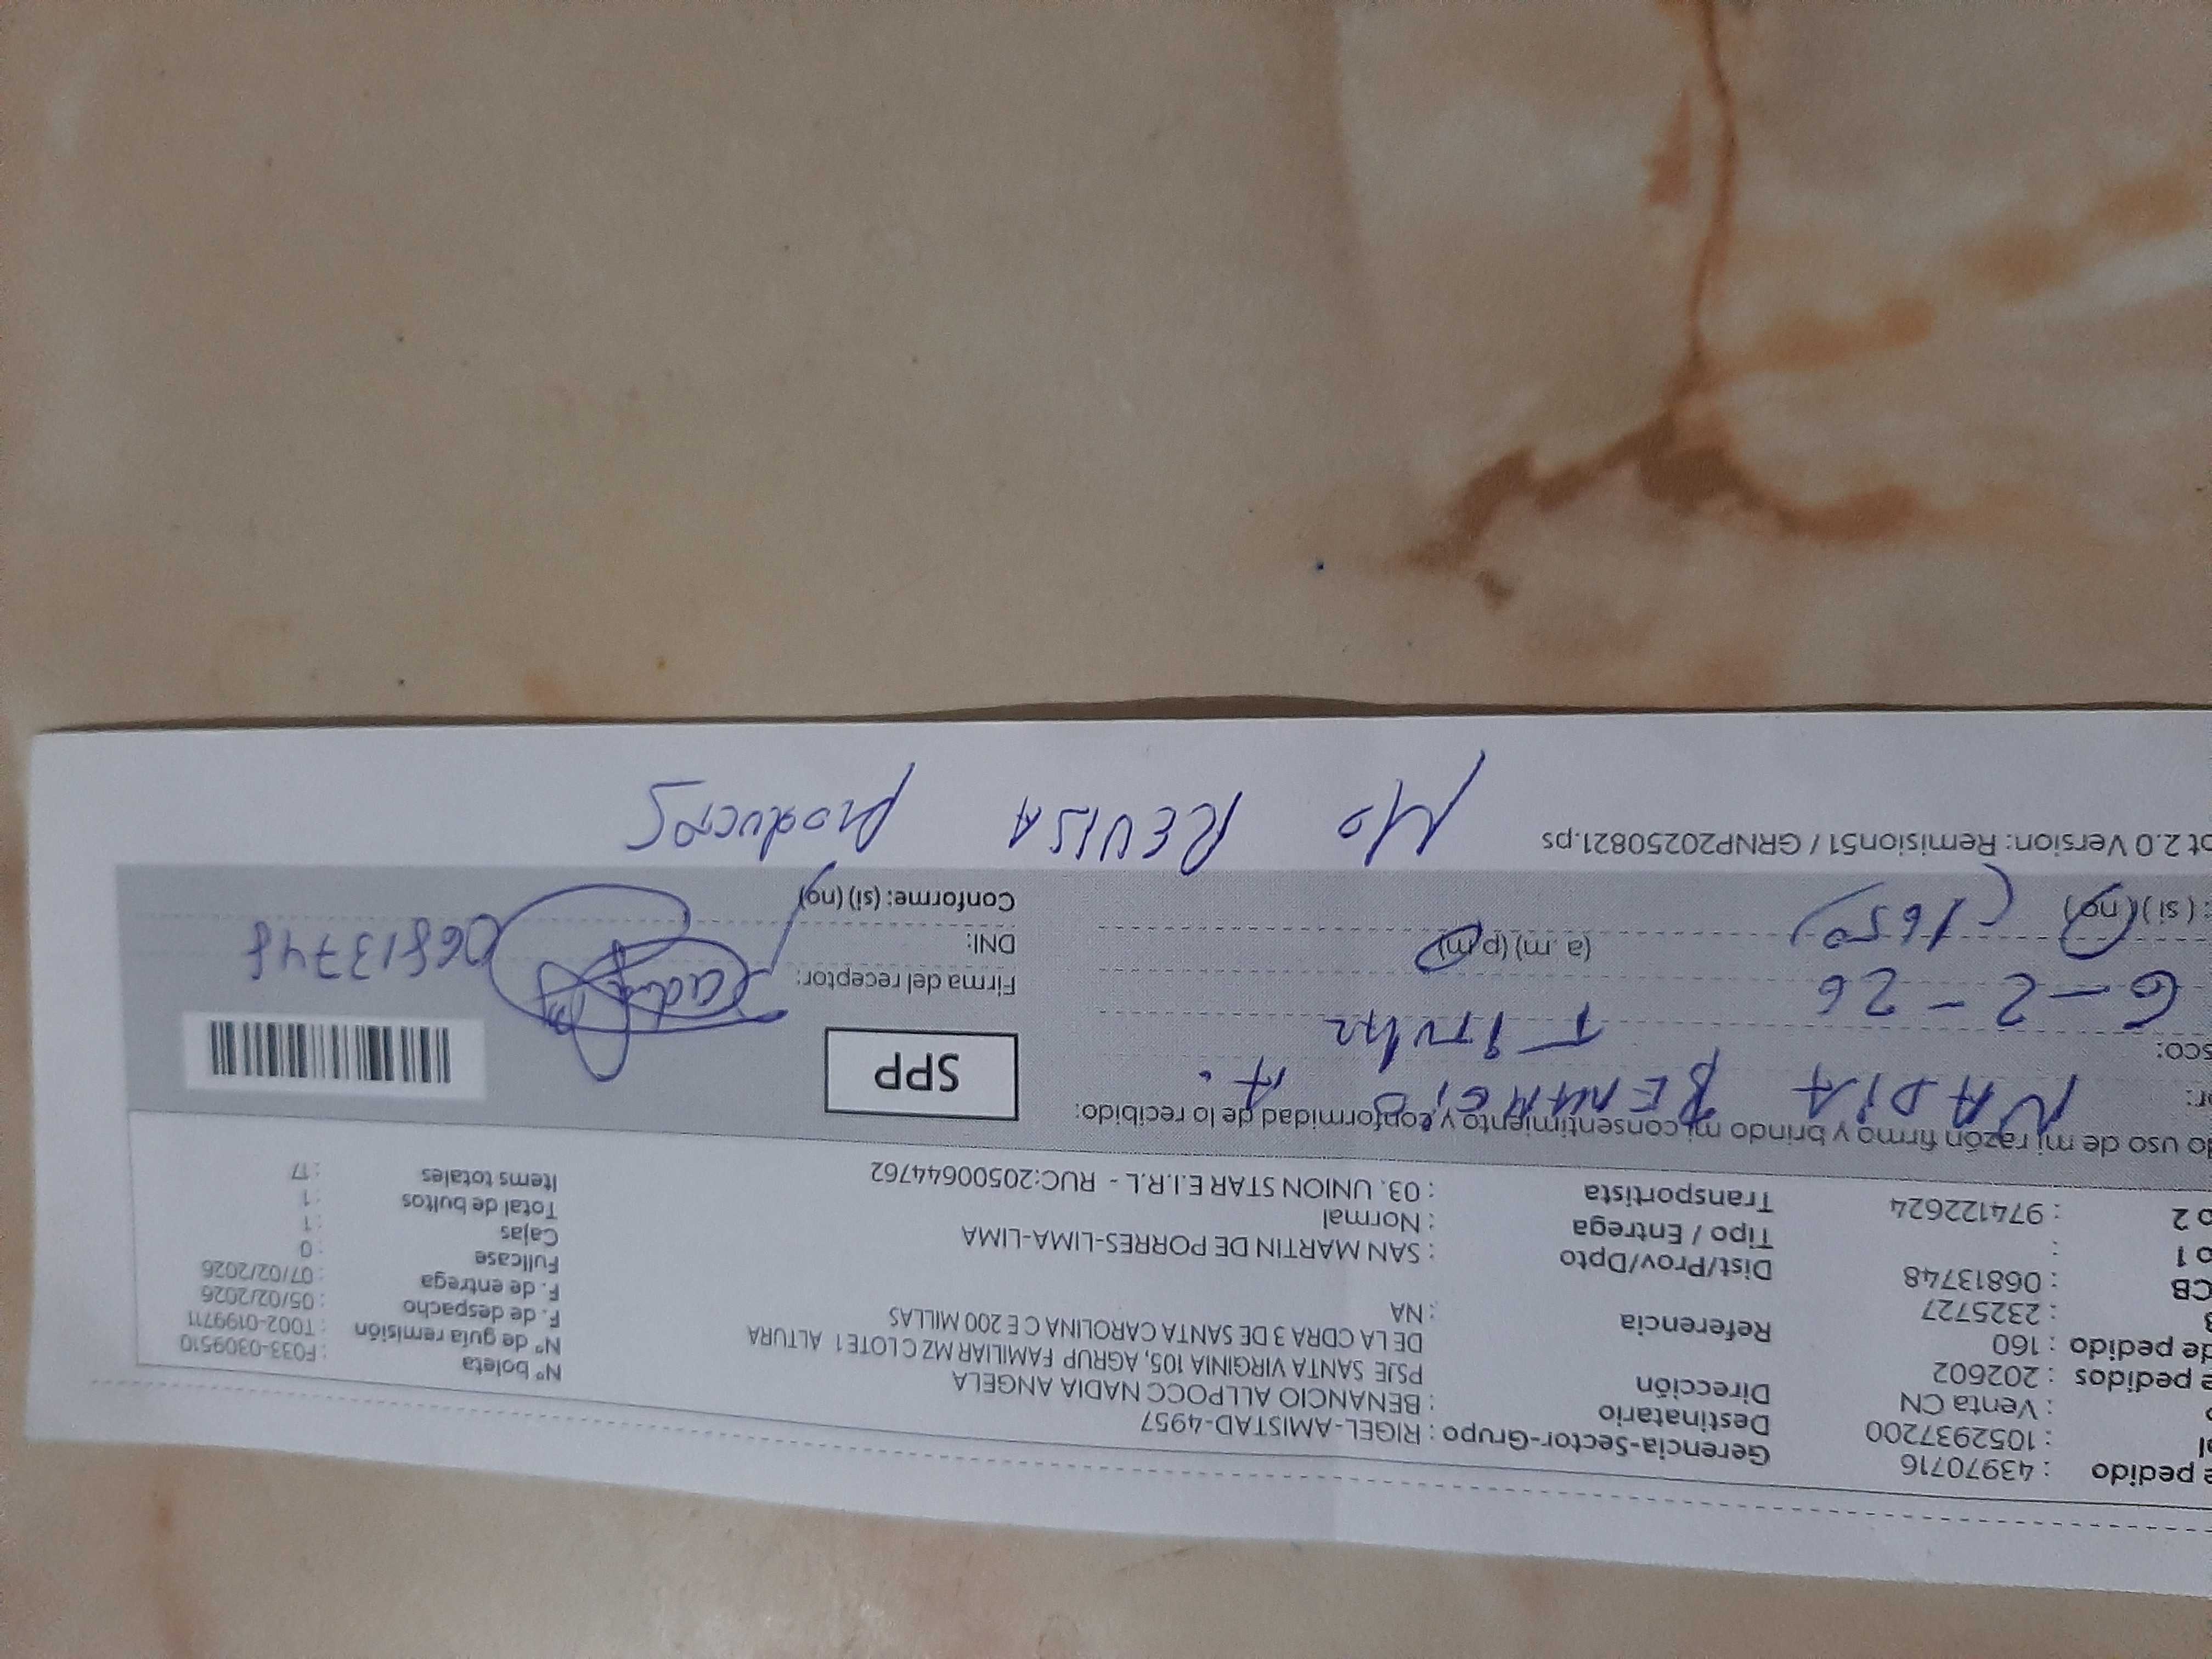 e pedido : 43970716
al : 1052937200
o : Venta CN
e pedidos : 202602
de pedido : 160
B : 2325727
CB : 06813748
o 1 :
o 2 : 974122624
Gerencia-Sector-Grupo : RIGEL-AMISTAD-4957
Destinatario : BENANCIO ALLPOCC NADIA ANGELA
Dirección PSJE SANTA VIRGINIA 105, AGRUP FAMILIAR MZ C LOTE 1 ALTURA
DE LA CDRA 3 DE SANTA CAROLINA C E 200 MILLAS
Referencia : NA
Dist/Prov/Dpto : SAN MARTIN DE PORRES-LIMA-LIMA
Tipo / Entrega : Normal
Transportista : 03. UNION STAR E.I.R.L - RUC:20500644762
N° boleta : F033-0309510
N° de guía remisión : T002-0199711
F. de despacho : 05/02/2026
F. de entrega : 07/02/2026
Fullcase : 0
Cajas : 1
Total de bultos : 1
Items totales : 17
do uso de mi razón firmo y brindo mi consentimiento y conformidad de lo recibido:
or: NADIA BENANCIO A.
sco: Titular
6-2-26
: (si) (no) (1650) (a. m) (p.m)
SPP
Firma del receptor:
DNI: 06813748
Conforme: (si) (no)
pt 2.0 Version: Remision51 / GRNP20250821.ps
No REVISA productos